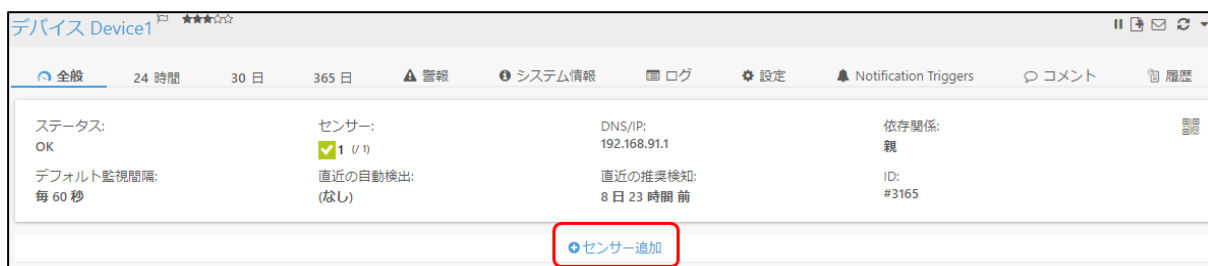 デバイス Device1
全般 24 時間 30 日 365 日 警報 システム情報 ログ 設定 Notification Triggers コメント 履歴
ステータス: センサー: DNS/IP: 依存関係:
OK 1 (/ 1) 192.168.91.1 親
デフォルト監視間隔: 直近の自動検出: 直近の推奨検知: ID:
毎 60 秒 (なし) 8 日 23 時間 前 #3165
センサー追加